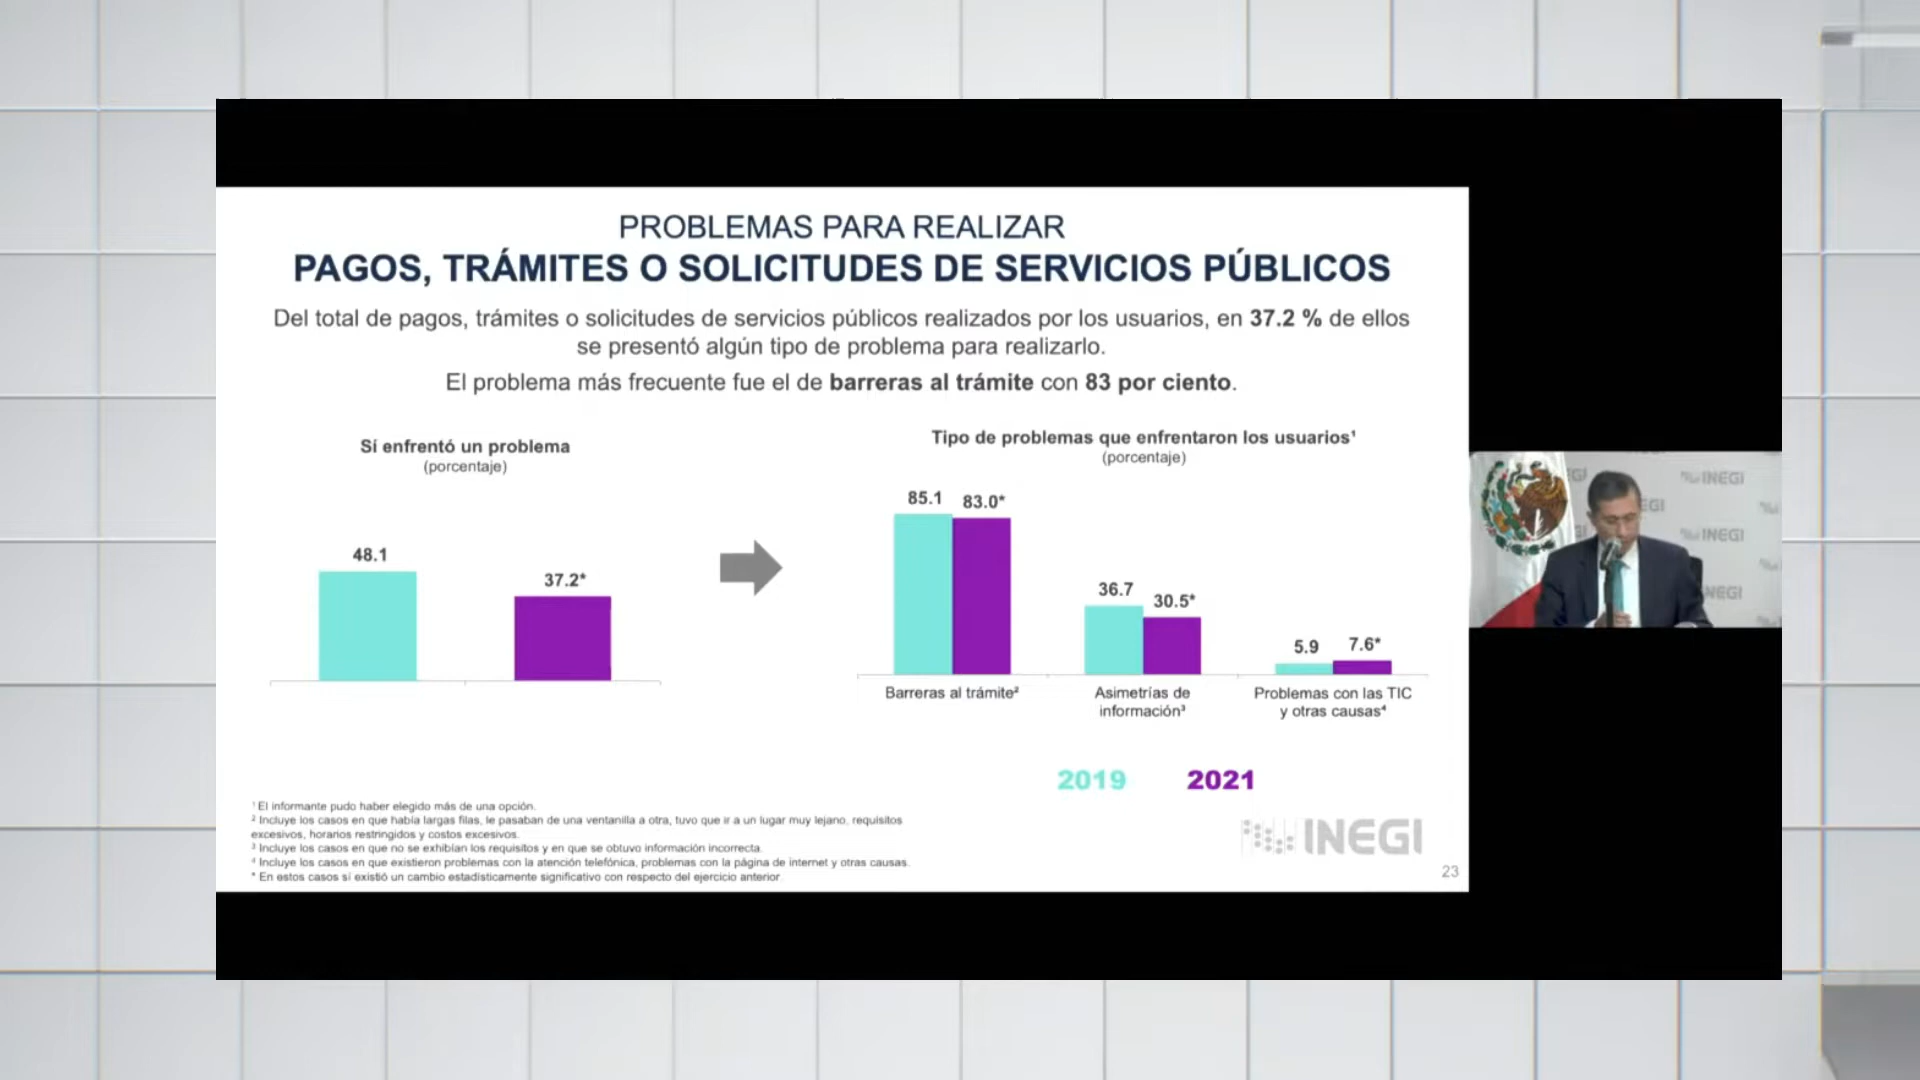 PROBLEMAS PARA REALIZAR
PAGOS, TRÁMITES O SOLICITUDES DE SERVICIOS PÚBLICOS
Del total de pagos, trámites o solicitudes de servicios públicos realizados por los usuarios, en 37.2 % de ellos
se presentó algún tipo de problema para realizarlo.
El problema más frecuente fue el de barreras al trámite con 83 por ciento.
Sí enfrentó un problema
(porcentaje)
48.1
37.2*
Tipo de problemas que enfrentaron los usuarios¹
(porcentaje)
85.1
83.0*
36.7
30.5*
5.9
7.6*
Barreras al trámite²
Asimetrías de
información³
Problemas con las TIC
y otras causas⁴
2019
2021
¹ El informante pudo haber elegido más de una opción.
² Incluye los casos en que había largas filas, le pasaban de una ventanilla a otra, tuvo que ir a un lugar muy lejano, requisitos
excesivos, horarios restringidos y costos excesivos.
³ Incluye los casos en que no se exhibían los requisitos y en que se obtuvo información incorrecta.
⁴ Incluye los casos en que existieron problemas con la atención telefónica, problemas con la página de internet y otras causas.
* En estos casos sí existió un cambio estadísticamente significativo con respecto del ejercicio anterior
INEGI
23
INEGI
EGI
INEGI
NEGI